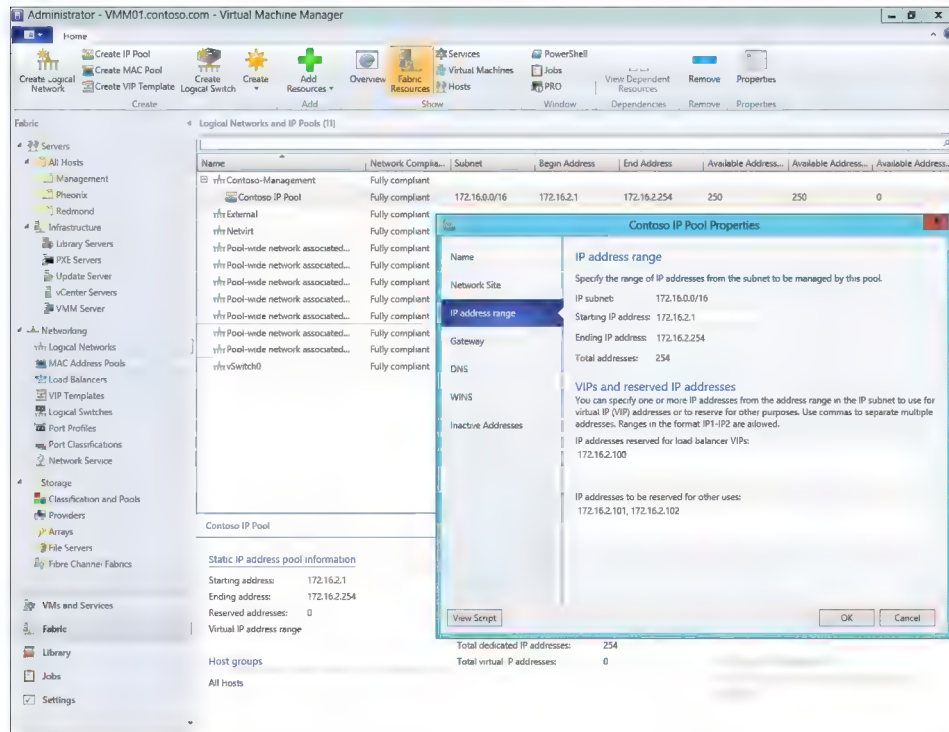 Administrator - VMM01.contoso.com - Virtual Machine Manager
Home
Create Logical Network
Create IP Pool
Create MAC Pool
Create VIP Template
Create Logical Switch
Create
Add Resources
Overview
Fabric Resources
Services
Virtual Machines
Hosts
PowerShell
Jobs
PRO
View Dependent Resources
Remove
Properties
Create
Add
Show
Window
Dependencies
Remove
Properties
Fabric
Servers
All Hosts
Management
Pheonix
Redmond
Infrastructure
Library Servers
PXE Servers
Update Server
vCenter Servers
VMM Server
Networking
Logical Networks
MAC Address Pools
Load Balancers
VIP Templates
Logical Switches
Port Profiles
Port Classifications
Network Service
Storage
Classification and Pools
Providers
Arrays
File Servers
Fibre Channel Fabrics
VMs and Services
Fabric
Library
Jobs
Settings
Logical Networks and IP Pools (11)
Name Network Complia... Subnet Begin Address End Address Available Address... Available Address... Available Address...
Contoso-Management Fully compliant
Contoso IP Pool Fully compliant 172.16.0.0/16 172.16.2.1 172.16.2.254 250 250 0
External Fully compliant
Netvirt Fully compliant
Pool-wide network associated... Fully compliant
Pool-wide network associated... Fully compliant
Pool-wide network associated... Fully compliant
Pool-wide network associated... Fully compliant
Pool-wide network associated... Fully compliant
Pool-wide network associated... Fully compliant
Pool-wide network associated... Fully compliant
vSwitch0 Fully compliant
Contoso IP Pool
Static IP address pool information
Starting address: 172.16.2.1
Ending address: 172.16.2.254
Reserved addresses: 0
Virtual IP address range
Host groups
All Hosts
Total dedicated IP addresses: 254
Total virtual IP addresses: 0
Contoso IP Pool Properties
Name
Network Site
IP address range
Gateway
DNS
WINS
Inactive Addresses
IP address range
Specify the range of IP addresses from the subnet to be managed by this pool.
IP subnet: 172.16.0.0/16
Starting IP address: 172.16.2.1
Ending IP address: 172.16.2.254
Total addresses: 254
VIPs and reserved IP addresses
You can specify one or more IP addresses from the address range in the IP subnet to use for
virtual IP (VIP) addresses or to reserve for other purposes. Use commas to separate multiple
addresses. Ranges in the format IP1-IP2 are allowed.
IP addresses reserved for load balancer VIPs:
172.16.2.100
IP addresses to be reserved for other uses:
172.16.2.101, 172.16.2.102
View Script
OK
Cancel